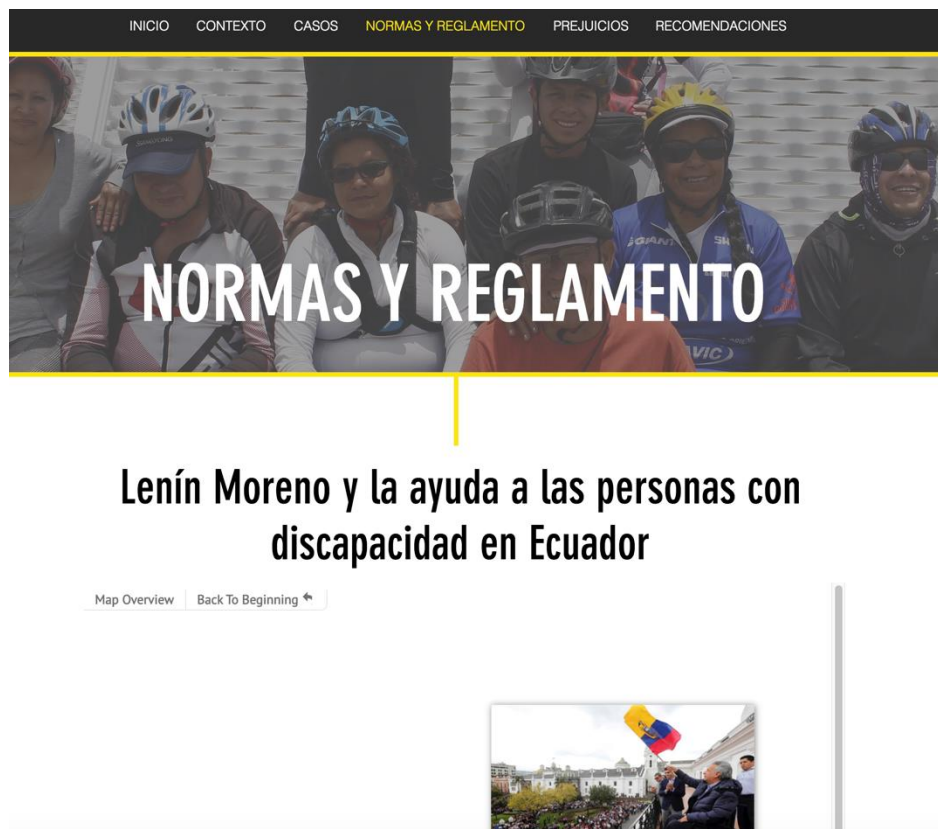 INICIO CONTEXTO CASOS NORMAS Y REGLAMENTO PREJUICIOS RECOMENDACIONES
NORMAS Y REGLAMENTO
Lenín Moreno y la ayuda a las personas con
discapacidad en Ecuador
Map Overview Back To Beginning